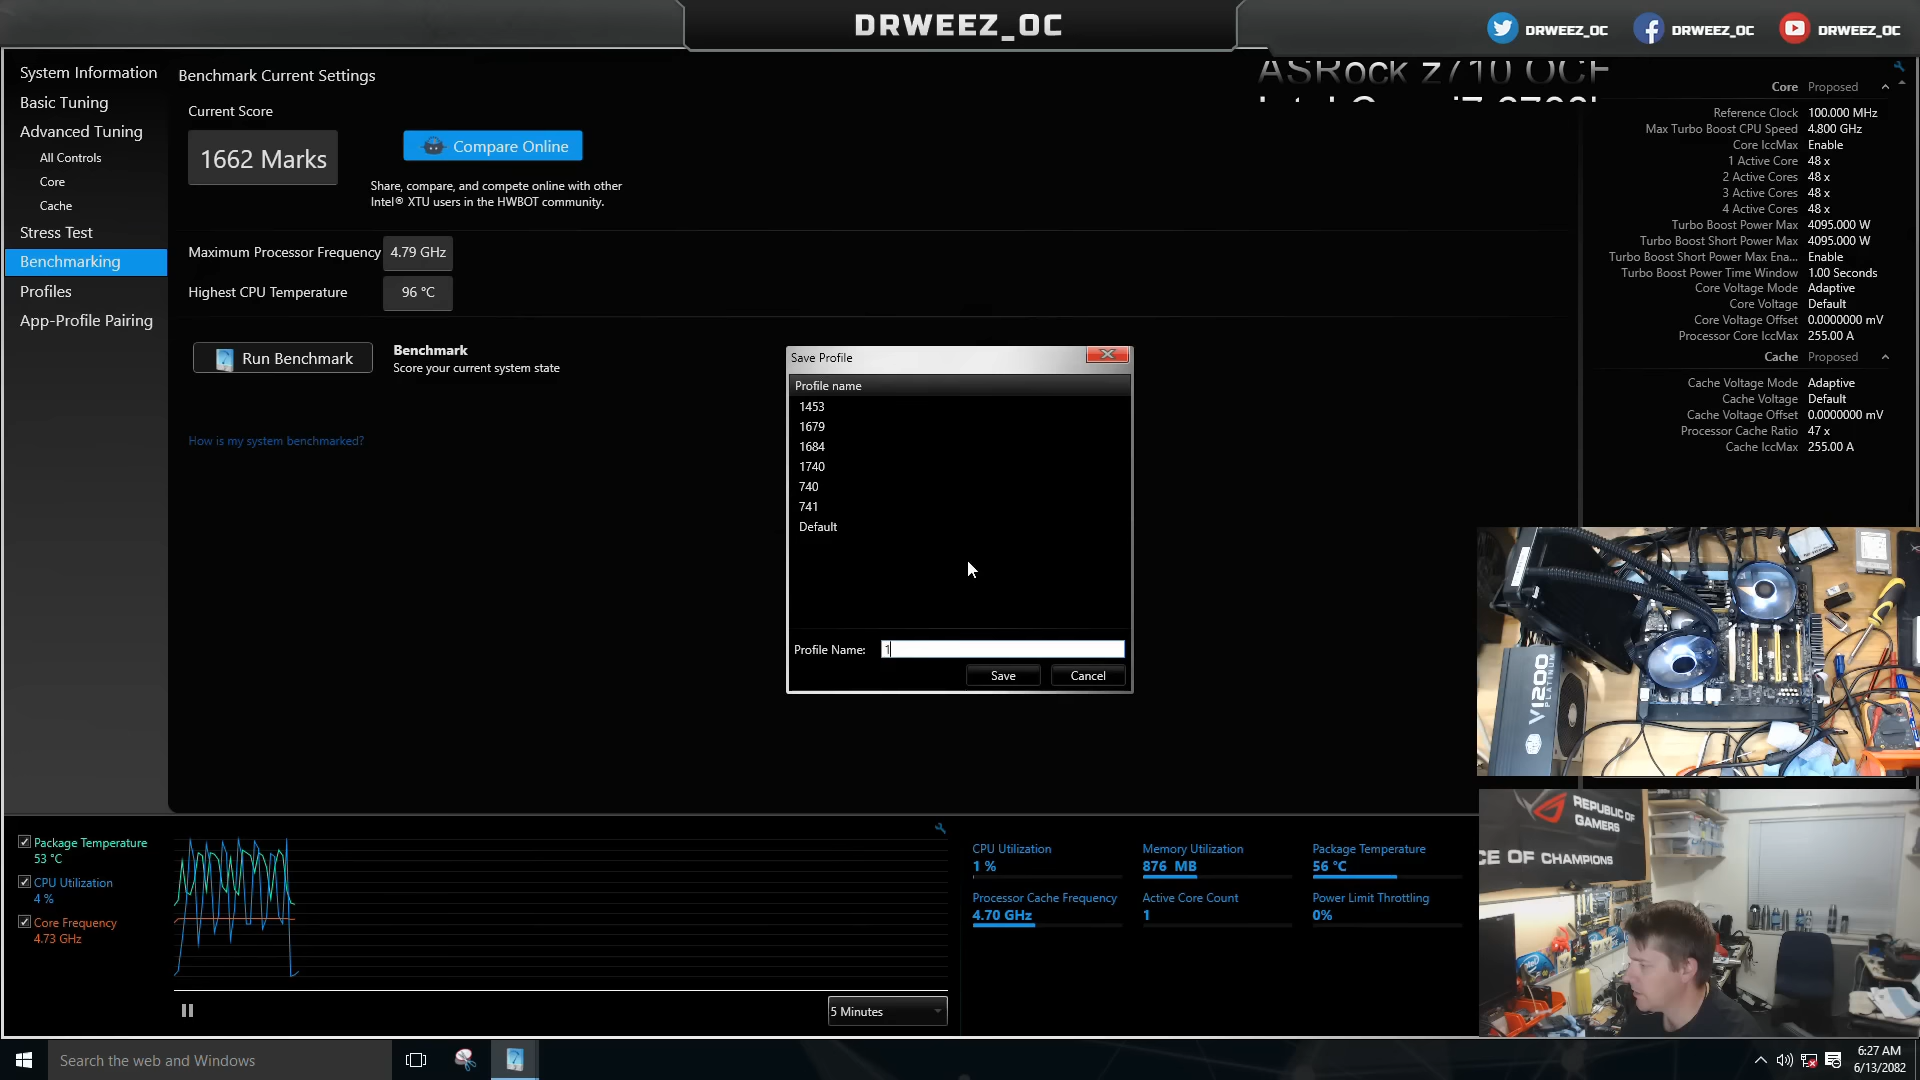 DRWEEZ_OC
DRWEEZ_OC
DRWEEZ_OC
DRWEEZ_OC
System Information
Basic Tuning
Advanced Tuning
All Controls
Core
Cache
Stress Test
Benchmarking
Profiles
App-Profile Pairing
Benchmark Current Settings
Current Score
1662 Marks
Compare Online
Share, compare, and compete online with other
Intel® XTU users in the HWBOT community.
Maximum Processor Frequency 4.79 GHz
Highest CPU Temperature 96 °C
Run Benchmark
Benchmark
Score your current system state
How is my system benchmarked?
Save Profile
Profile name
1453
1679
1684
1740
740
741
Default
Profile Name: 1
Save Cancel
Core Proposed
Reference Clock 100.000 MHz
Max Turbo Boost CPU Speed 4.800 GHz
Core IccMax Enable
1 Active Core 48 x
2 Active Cores 48 x
3 Active Cores 48 x
4 Active Cores 48 x
Turbo Boost Power Max 4095.000 W
Turbo Boost Short Power Max 4095.000 W
Turbo Boost Short Power Max Ena... Enable
Turbo Boost Power Time Window 1.00 Seconds
Core Voltage Mode Adaptive
Core Voltage Default
Core Voltage Offset 0.0000000 mV
Processor Core IccMax 255.00 A
Cache Proposed
Cache Voltage Mode Adaptive
Cache Voltage Default
Cache Voltage Offset 0.0000000 mV
Processor Cache Ratio 47 x
Cache IccMax 255.00 A
V1200
PLATINUM
REPUBLIC OF
GAMERS
CE OF CHAMPIONS
Package Temperature
53 °C
CPU Utilization
4 %
Core Frequency
4.73 GHz
5 Minutes
CPU Utilization
1 %
Memory Utilization
876 MB
Package Temperature
56 °C
Processor Cache Frequency
4.70 GHz
Active Core Count
1
Power Limit Throttling
0%
Search the web and Windows
6:27 AM
6/13/2082